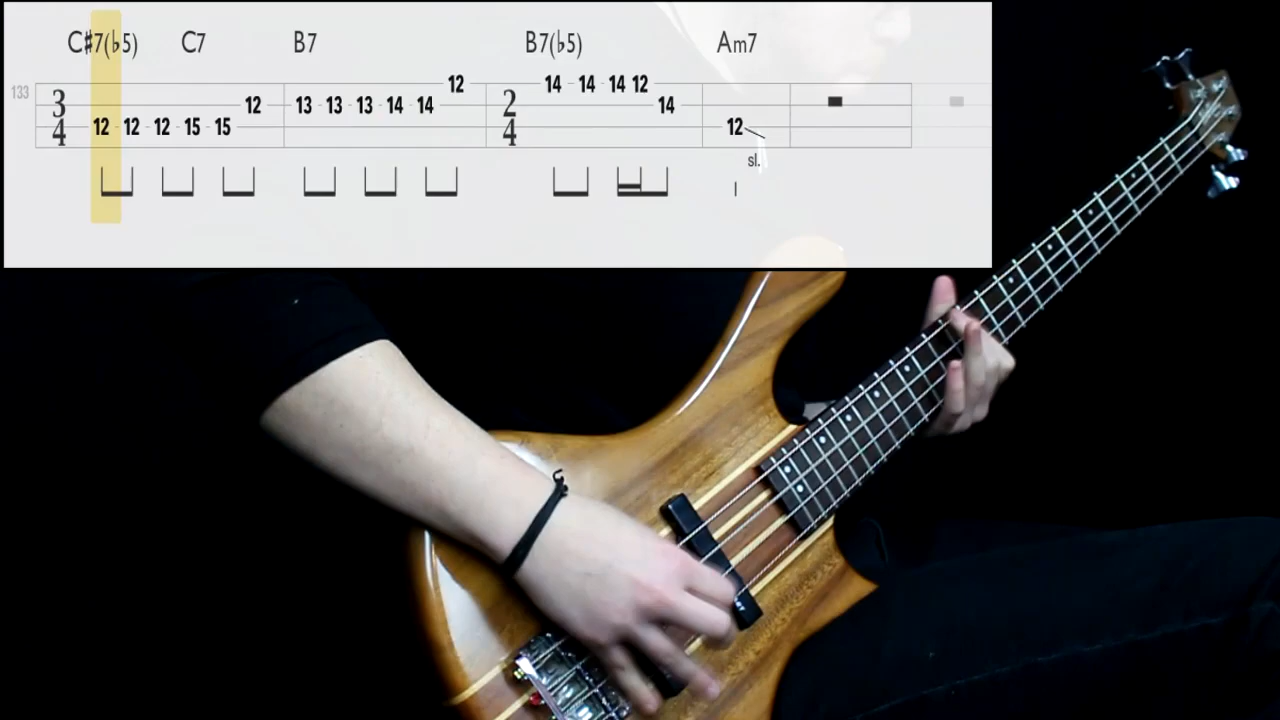 C♯7(♭5) C7 B7 B7(♭5) Am7
133
12 14 14 14 12
3 12 13 13 13 14 14 2 14
4 12 12 12 15 15 4 12
sl.